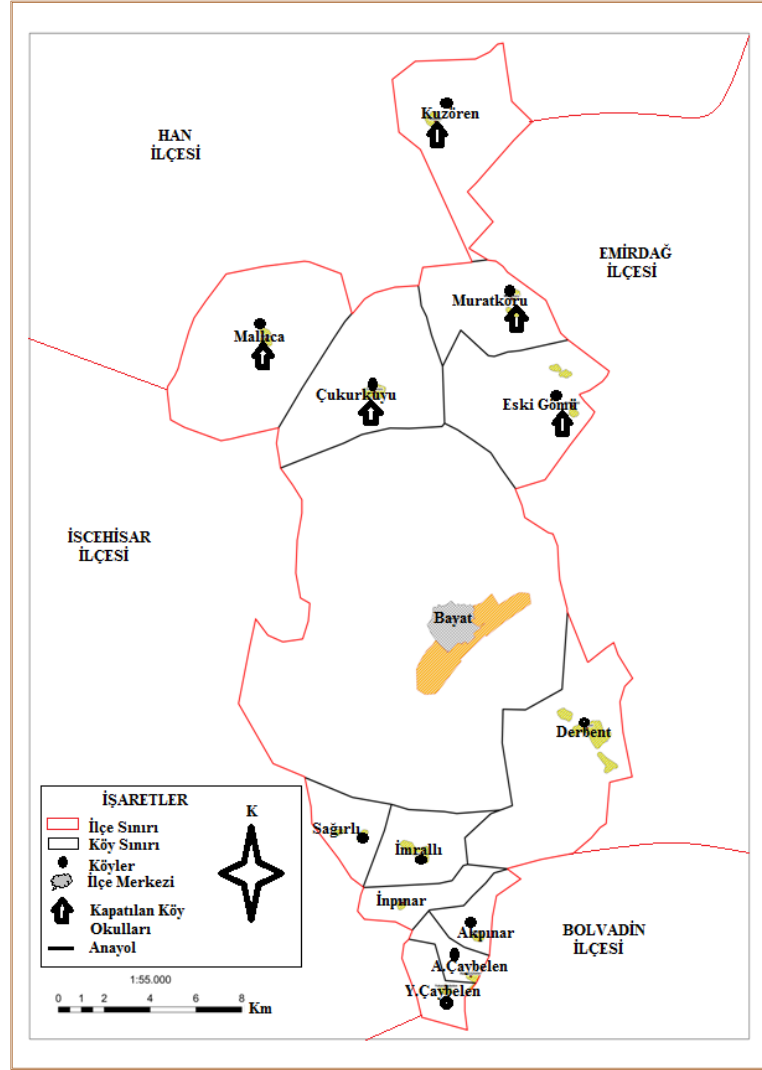 Kuzören
HAN
İLÇESİ
EMİRDAĞ
İLÇESİ
Muratkoru
Mallıca
Çukurkuyu
Eski Gömü
İSCEHİSAR
İLÇESİ
Bayat
Derbent
İŞARETLER
İlçe Sınırı
Köy Sınırı
Köyler
İlçe Merkezi
Kapatılan Köy
Okulları
Anayol
K
Sağırlı
İmrallı
İnpınar
Akpınar
BOLVADİN
İLÇESİ
A.Çaybelen
Y.Çaybelen
1:55.000
0 1 2 4 6 8 Km